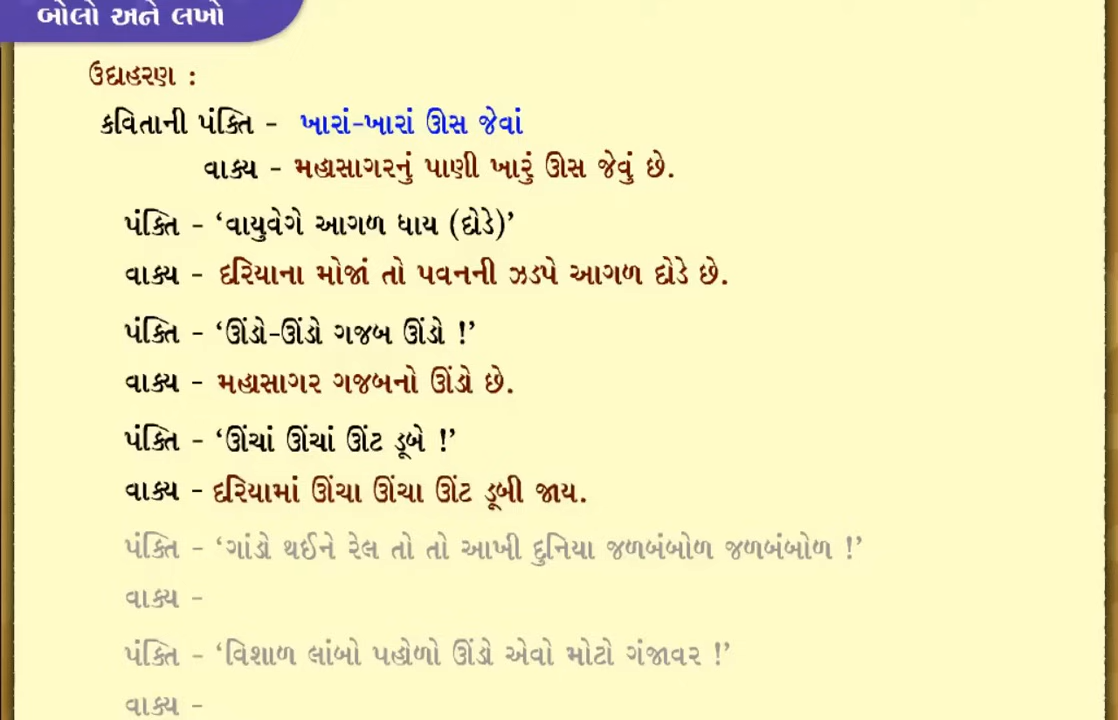 બોલો અને લખો
ઉદાહરણ :
કવિતાની પંક્તિ - ખારાં-ખારાં ઊસ જેવાં
વાક્ય - મહાસાગરનું પાણી ખારું ઊસ જેવું છે.
પંક્તિ - ‘વાયુવેગે આગળ ધાય (દોડે)’
વાક્ય - દરિયાના મોજાં તો પવનની ઝડપે આગળ દોડે છે.
પંક્તિ - ‘ઊંડો-ઊંડો ગજબ ઊંડો !’
વાક્ય - મહાસાગર ગજબનો ઊંડો છે.
પંક્તિ - ‘ઊંચાં ઊંચાં ઊંટ ડૂબે !’
વાક્ય - દરિયામાં ઊંચા ઊંચા ઊંટ ડૂબી જાય.
પંક્તિ - ‘ગાંડો થઈને રેલ તો તો આખી દુનિયા જળબંબોળ જળબંબોળ !’
વાક્ય -
પંક્તિ - ‘વિશાળ લાંબો પહોળો ઊંડો એવો મોટો ગંજાવર !’
વાક્ય -